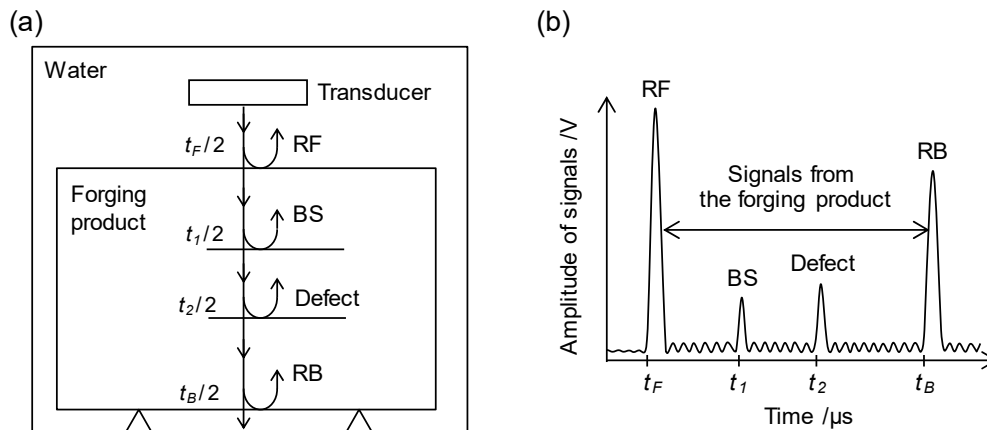 (a)
Water
Transducer
t_F/2
RF
Forging
product
BS
t_1/2
Defect
t_2/2
RB
t_B/2
(b)
RF
RB
Signals from
the forging product
BS
Defect
Amplitude of signals /V
t_F t_1 t_2 t_B
Time /µs